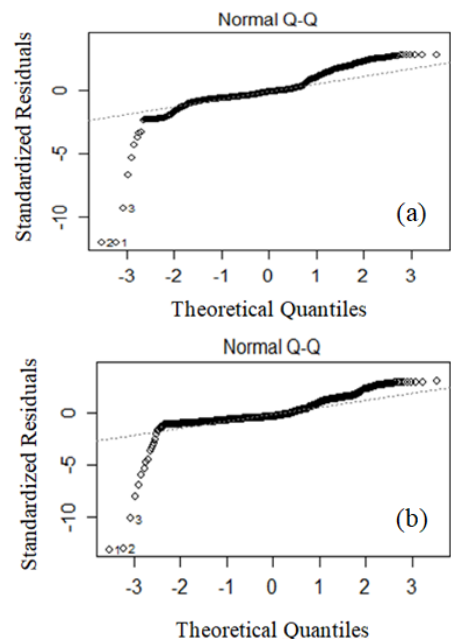 Normal Q-Q
Standardized Residuals
0
-5
-10
3
2 1
(a)
-3 -2 -1 0 1 2 3
Theoretical Quantiles
Normal Q-Q
Standardized Residuals
0
-5
-10
3
1 2
(b)
-3 -2 -1 0 1 2 3
Theoretical Quantiles